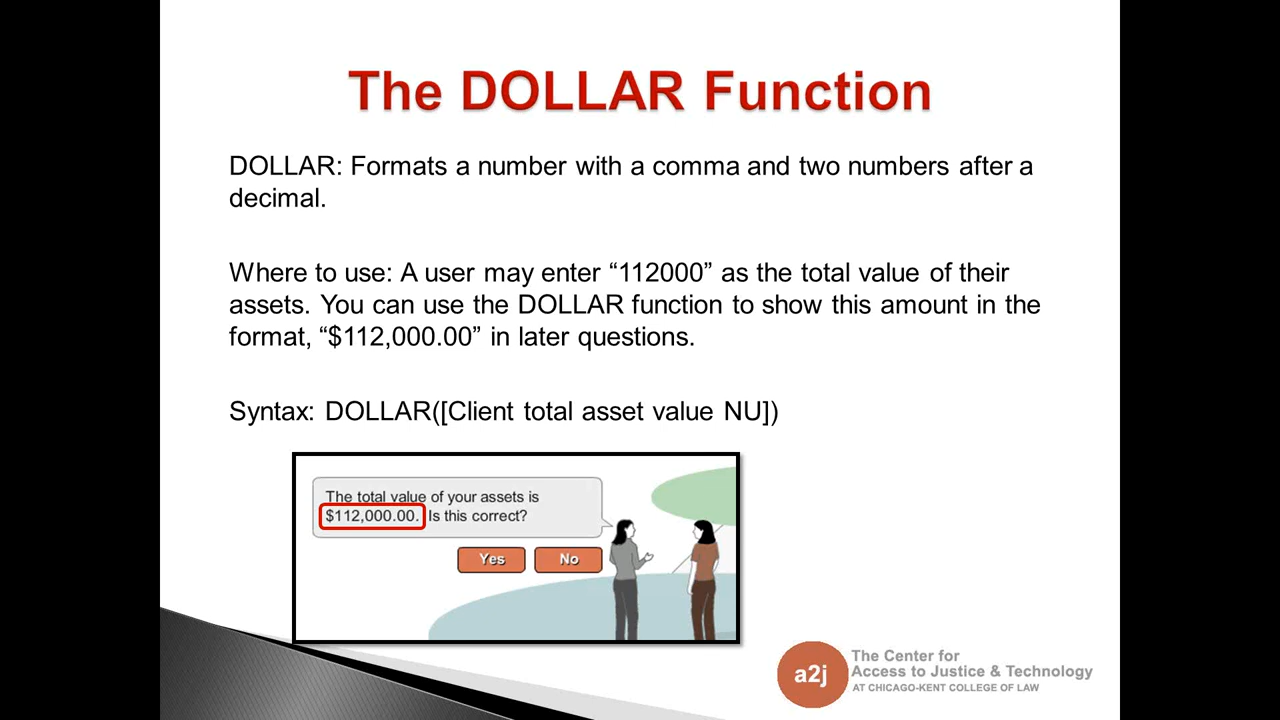 The DOLLAR Function
DOLLAR: Formats a number with a comma and two numbers after a
decimal.
Where to use: A user may enter “112000” as the total value of their
assets. You can use the DOLLAR function to show this amount in the
format, “$112,000.00” in later questions.
Syntax: DOLLAR([Client total asset value NU])
The total value of your assets is
$112,000.00. Is this correct?
Yes No
a2j
The Center for
Access to Justice & Technology
AT CHICAGO-KENT COLLEGE OF LAW